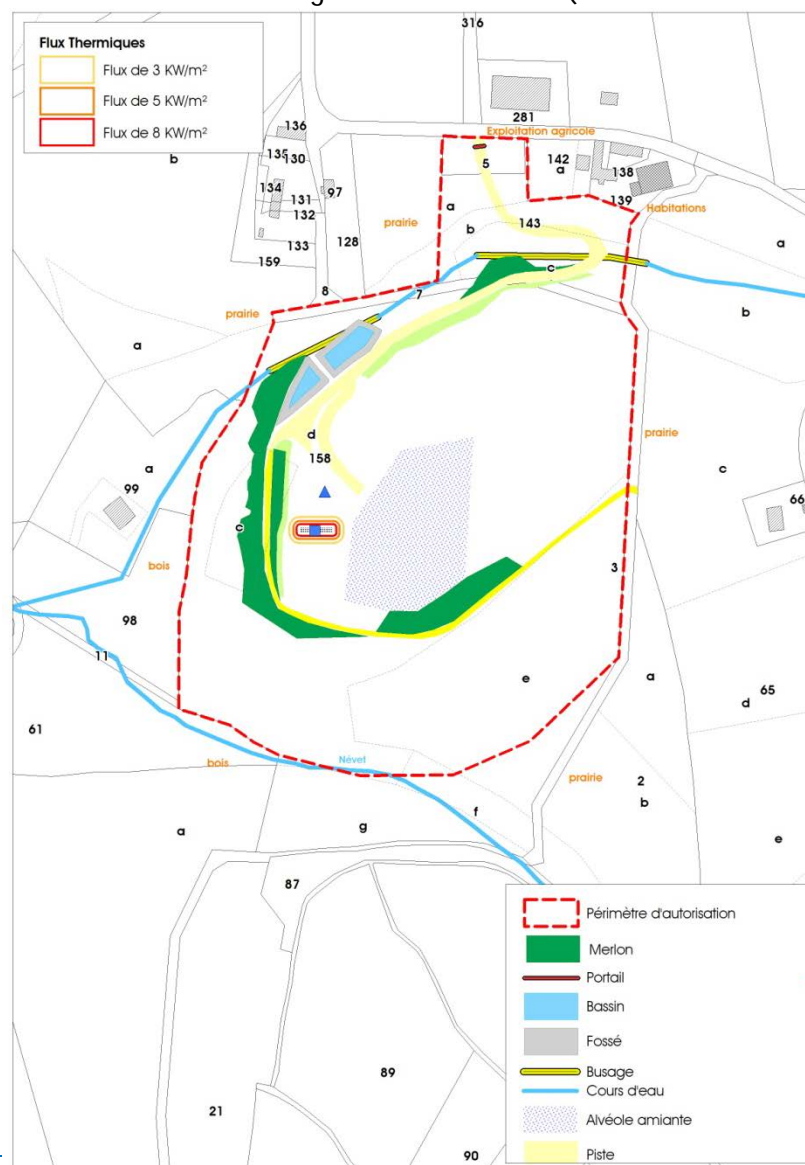 316
Flux Thermiques
Flux de 3 KW/m²
Flux de 5 KW/m²
Flux de 8 KW/m²
281
Exploitation agricole
136
135
130
b
5
142
a
138
134
131
97
132
139
Habitations
a
133
128
prairie
b
143
a
159
c
8
7
prairie
b
a
d
158
prairie
a
99
c
66
c
bois
3
98
11
e
a
65
d
61
bois
Névet
prairie
2
b
f
a
g
e
87
Périmètre d'autorisation
Merlon
Portail
Bassin
Fossé
Busage
Cours d'eau
89
21
Alvéole amiante
90
Piste